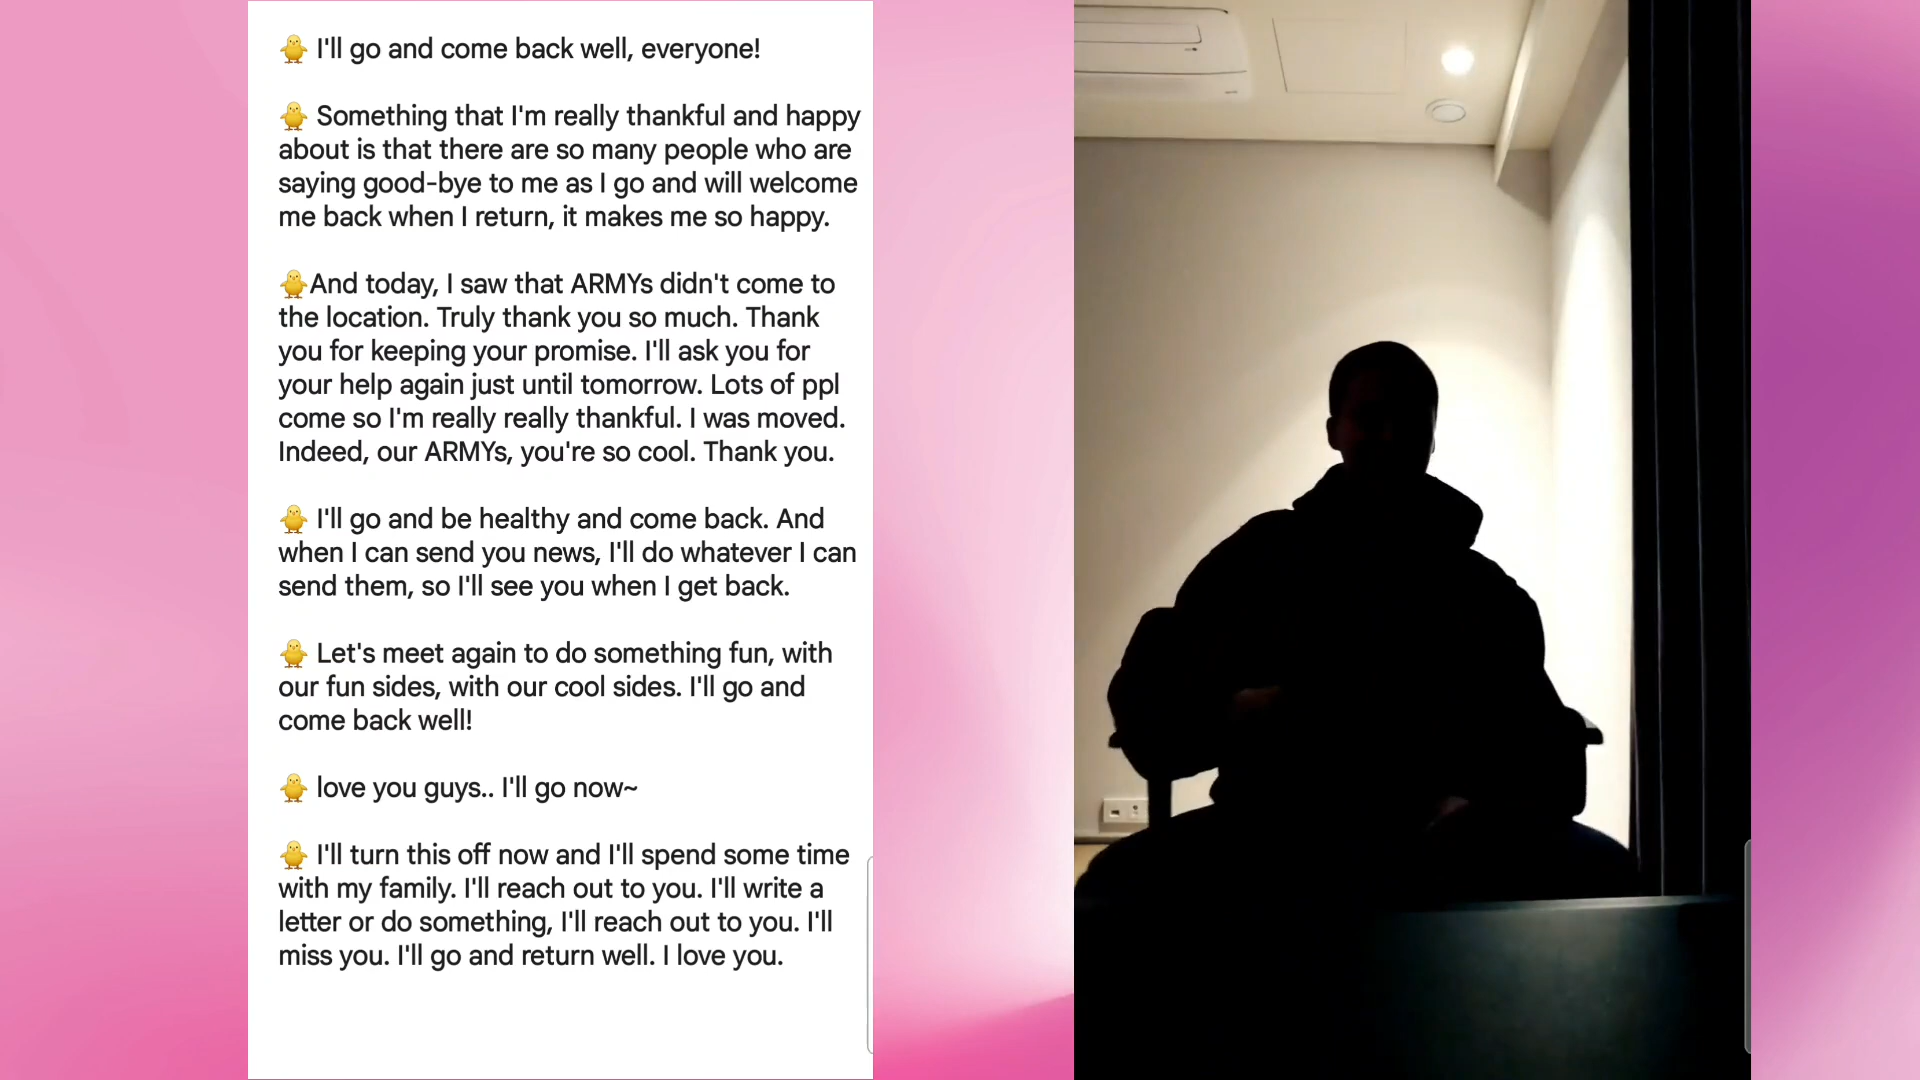 🐥 I'll go and come back well, everyone!
🐥 Something that I'm really thankful and happy
about is that there are so many people who are
saying good-bye to me as I go and will welcome
me back when I return, it makes me so happy.
🐥And today, I saw that ARMYs didn't come to
the location. Truly thank you so much. Thank
you for keeping your promise. I'll ask you for
your help again just until tomorrow. Lots of ppl
come so I'm really really thankful. I was moved.
Indeed, our ARMYs, you're so cool. Thank you.
🐥 I'll go and be healthy and come back. And
when I can send you news, I'll do whatever I can
send them, so I'll see you when I get back.
🐥 Let's meet again to do something fun, with
our fun sides, with our cool sides. I'll go and
come back well!
🐥 love you guys.. I'll go now~
🐥 I'll turn this off now and I'll spend some time
with my family. I'll reach out to you. I'll write a
letter or do something, I'll reach out to you. I'll
miss you. I'll go and return well. I love you.